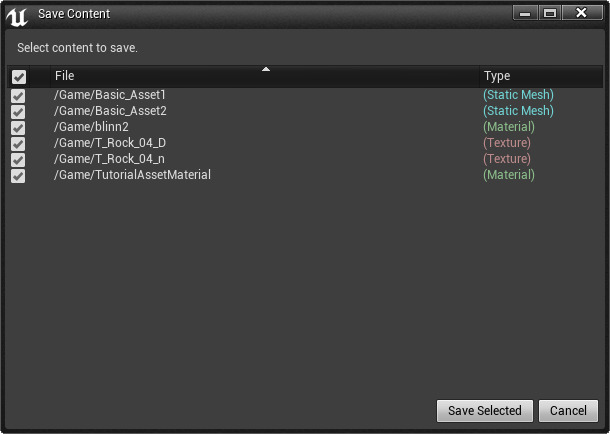 Save Content
Select content to save.
File Type
/Game/Basic_Asset1 (Static Mesh)
/Game/Basic_Asset2 (Static Mesh)
/Game/blinn2 (Material)
/Game/T_Rock_04_D (Texture)
/Game/T_Rock_04_n (Texture)
/Game/TutorialAssetMaterial (Material)
Save Selected Cancel